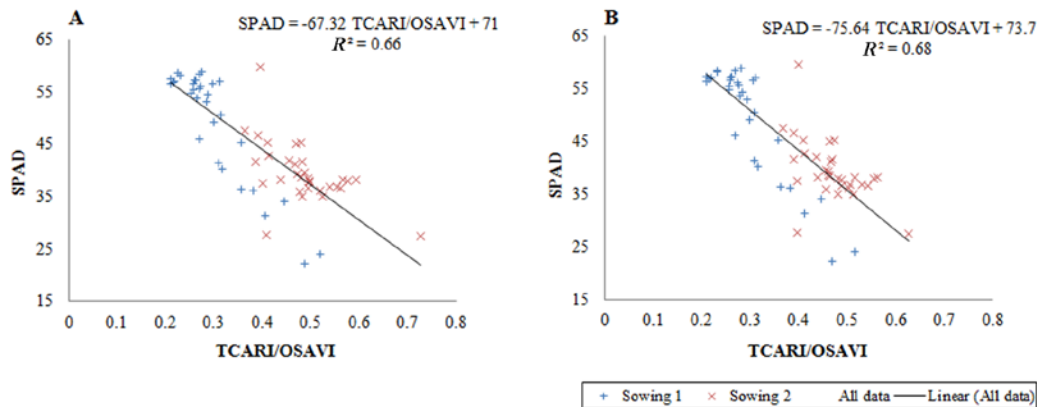 A
SPAD = -67.32 TCARI/OSAVI + 71
R² = 0.66
65
55
45
35
25
15
SPAD
0 0.1 0.2 0.3 0.4 0.5 0.6 0.7 0.8
TCARI/OSAVI
B
SPAD = -75.64 TCARI/OSAVI + 73.7
R² = 0.68
65
55
45
35
25
15
SPAD
0 0.1 0.2 0.3 0.4 0.5 0.6 0.7 0.8
TCARI/OSAVI
Sowing 1 Sowing 2 All data Linear (All data)